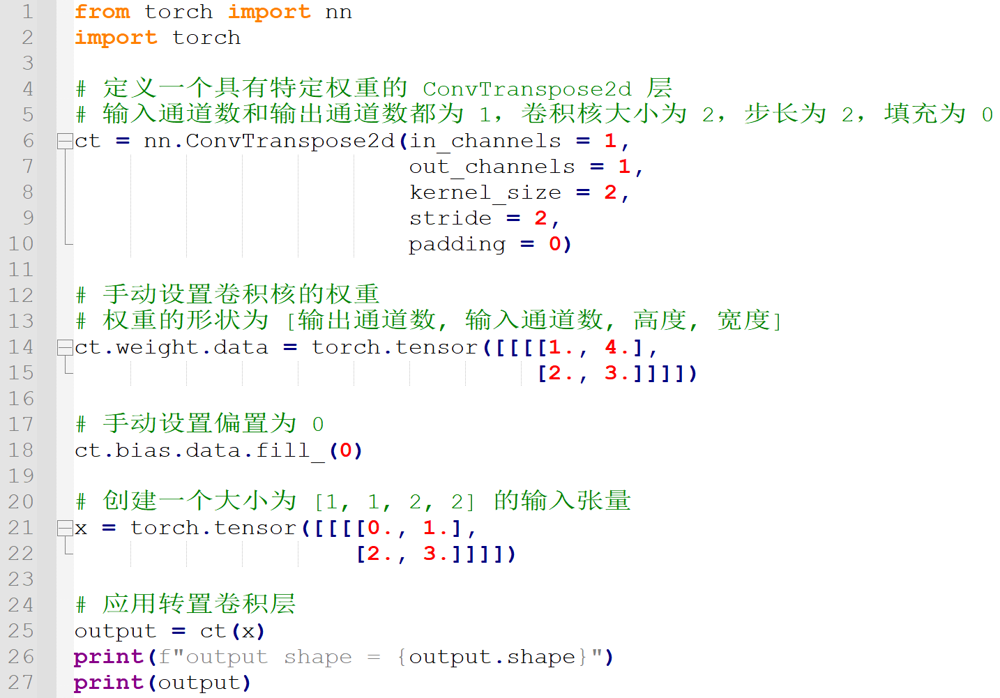 1 from torch import nn
2 import torch
3
4 # 定义一个具有特定权重的 ConvTranspose2d 层
5 # 输入通道数和输出通道数都为 1, 卷积核大小为 2, 步长为 2, 填充为 0
6 ct = nn.ConvTranspose2d(in_channels = 1,
7                         out_channels = 1,
8                         kernel_size = 2,
9                         stride = 2,
10                         padding = 0)
11
12 # 手动设置卷积核的权重
13 # 权重的形状为 [输出通道数, 输入通道数, 高度, 宽度]
14 ct.weight.data = torch.tensor([[[[1., 4.],
15                                  [2., 3.]]]])
16
17 # 手动设置偏置为 0
18 ct.bias.data.fill_(0)
19
20 # 创建一个大小为 [1, 1, 2, 2] 的输入张量
21 x = torch.tensor([[[[0., 1.],
22                     [2., 3.]]]])
23
24 # 应用转置卷积层
25 output = ct(x)
26 print(f"output shape = {output.shape}")
27 print(output)